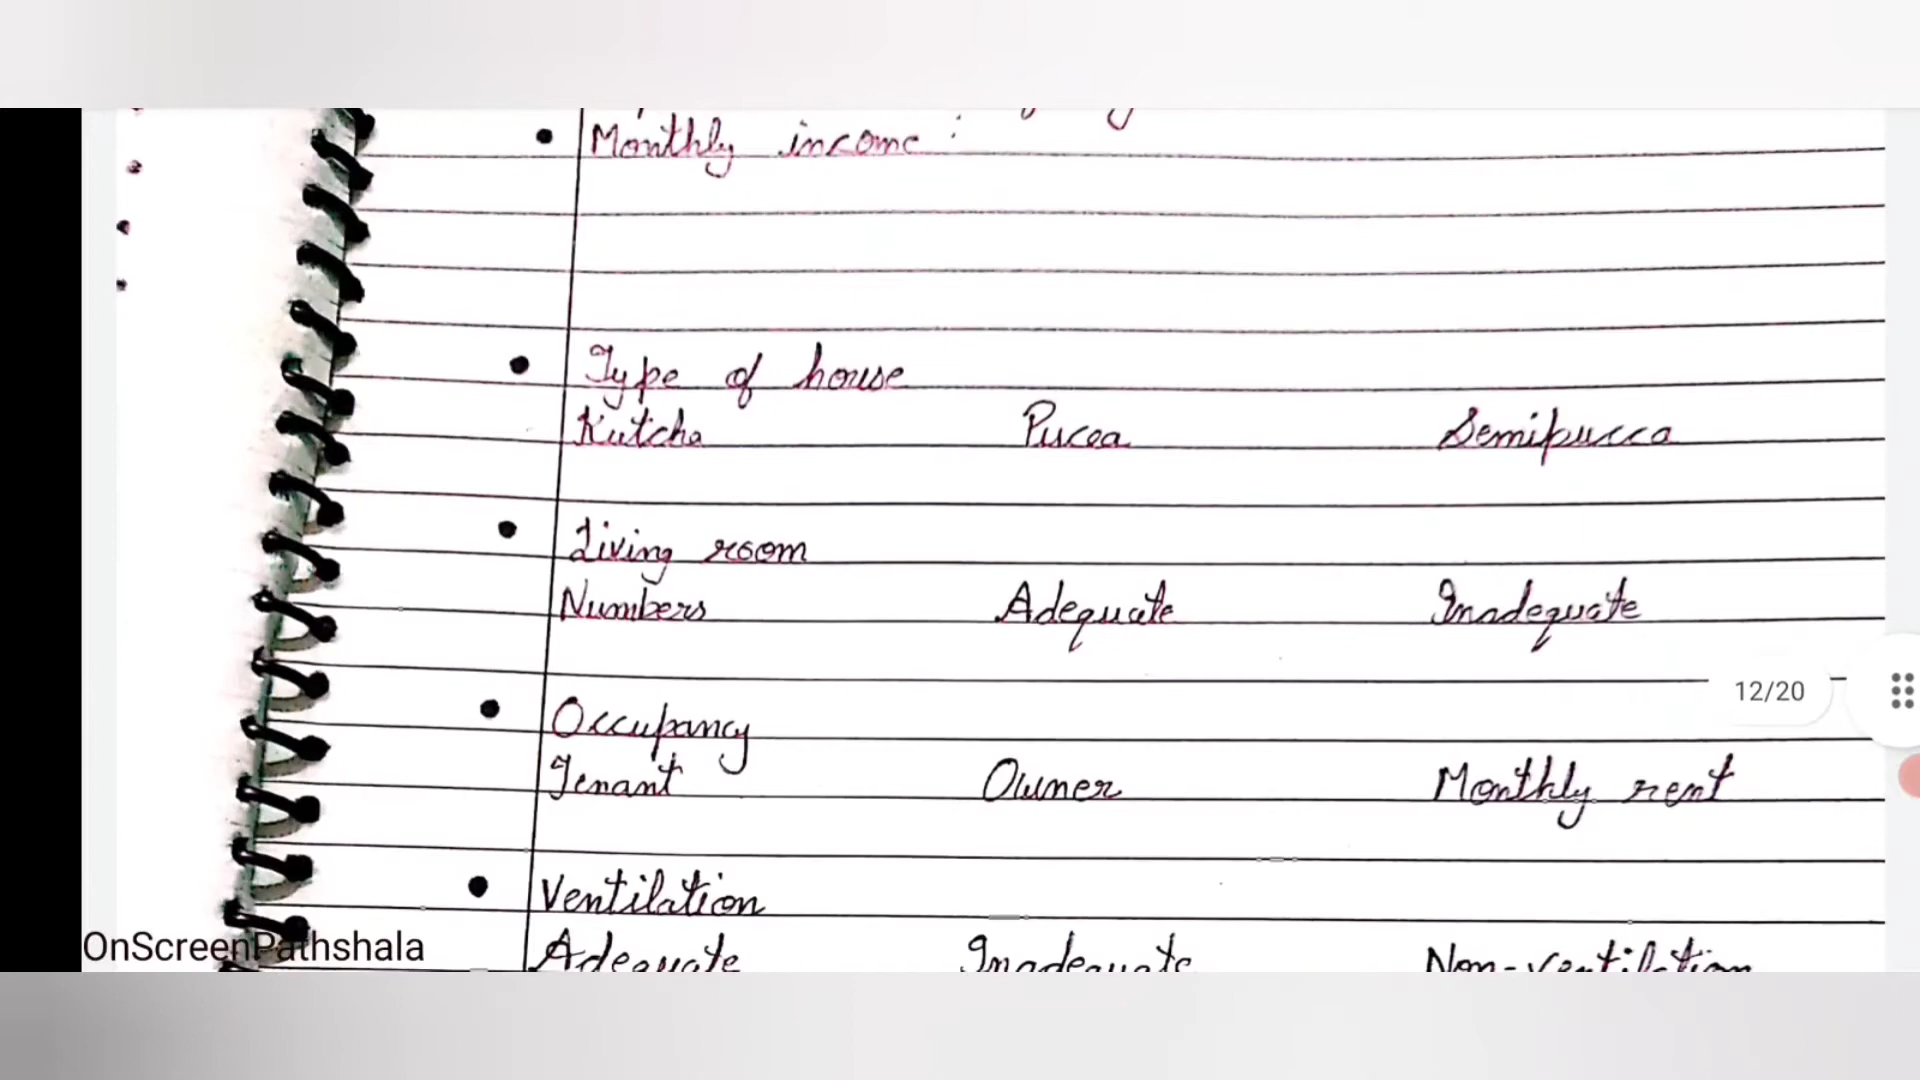 • Monthly income :
• Type of house
Kutcha Pucca Semipucca
• Living room
Numbers Adequate Inadequate
12/20
• Occupancy
Tenant Owner Monthly rent
• Ventilation
OnScreenPathshala
Adequate Inadequate Non-ventilation